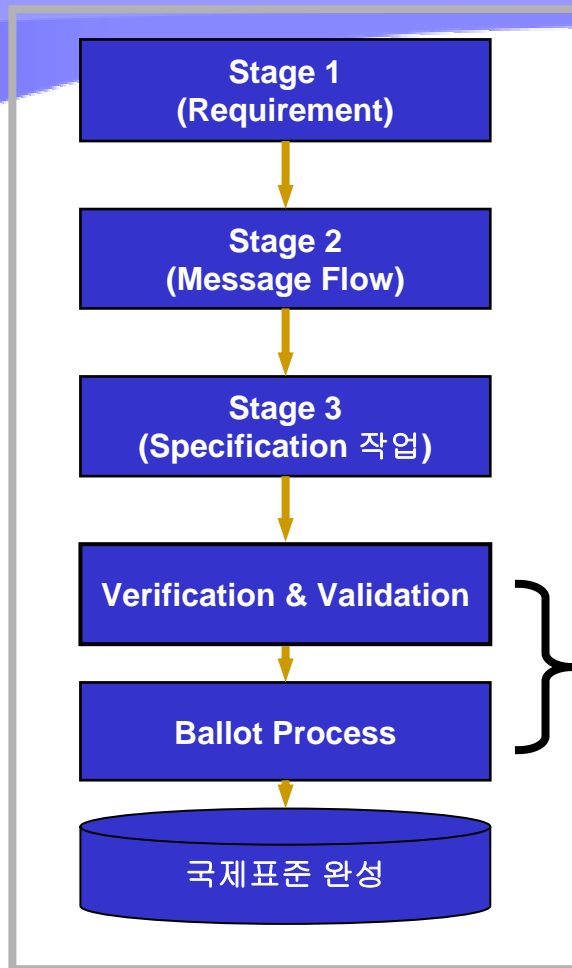 Stage 1
(Requirement)
Stage 2
(Message Flow)
Stage 3
(Specification 작업)
Verification & Validation
Ballot Process
국제표준 완성